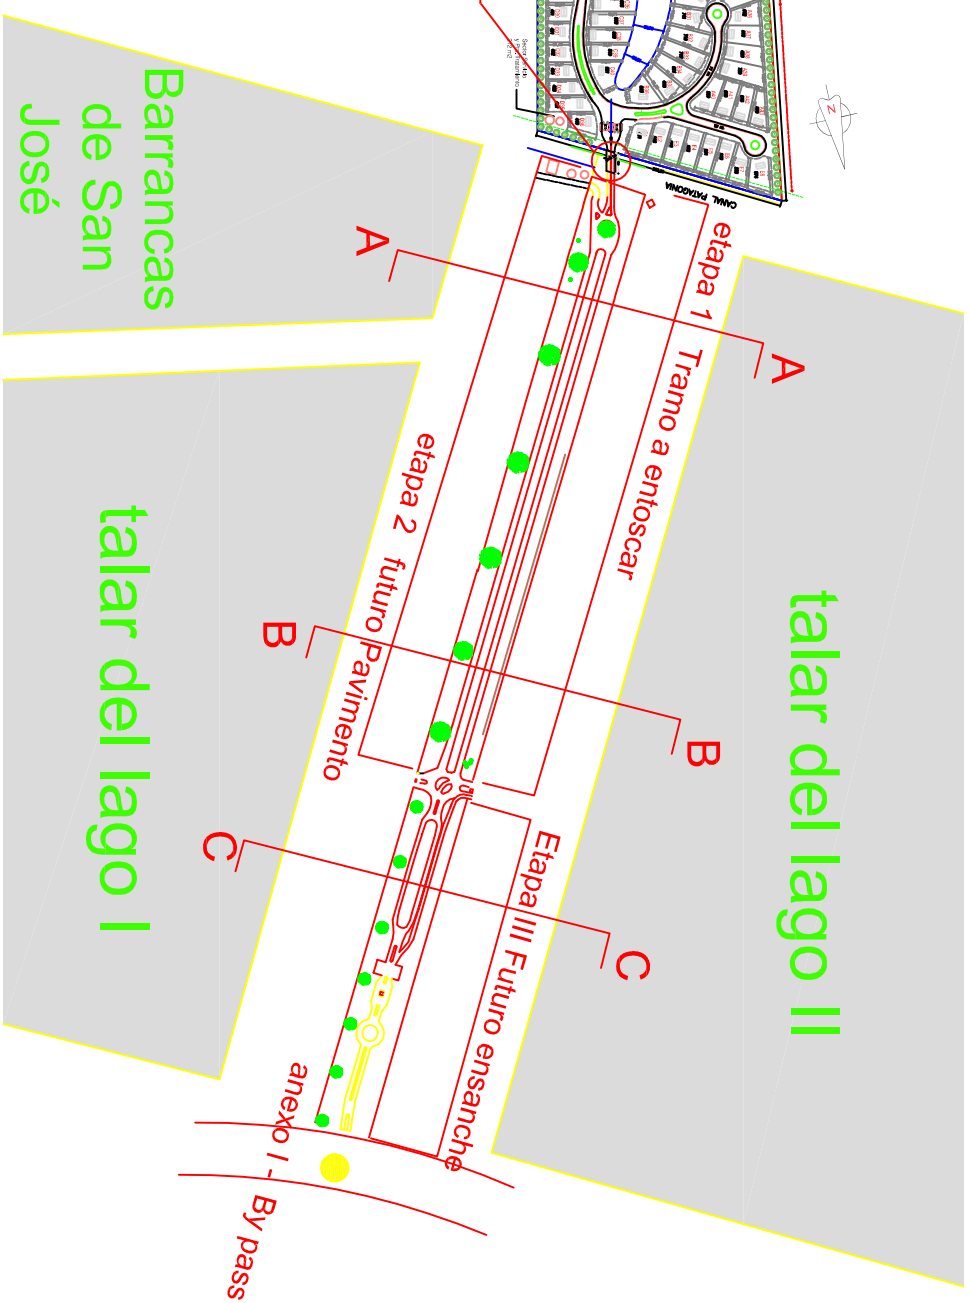 CANAL PATAGONIA
N
Barrancas
de San
José
A
A
etapa 1 Tramo a entoscar
etapa 2 futuro Pavimento
talar del lago I
talar del lago II
B
B
C
C
Etapa III Futuro ensanche
anexo I - By pass